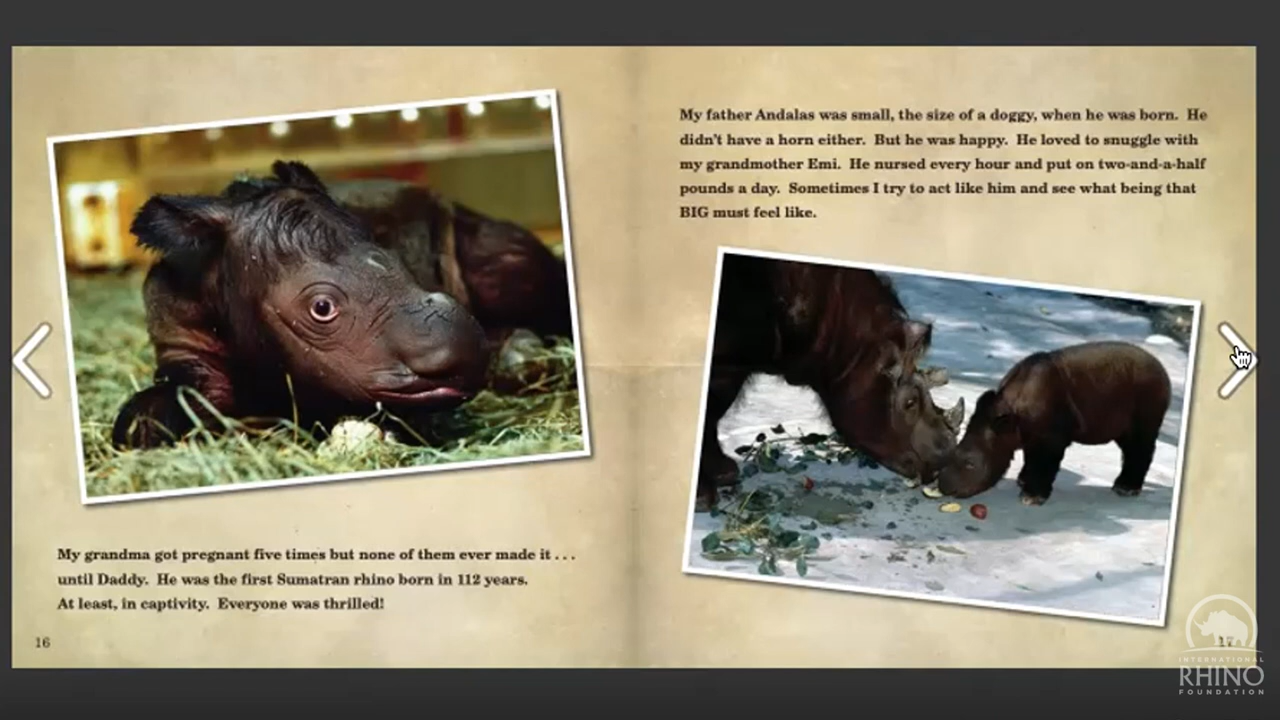 My grandma got pregnant five times but none of them ever made it . . .
until Daddy.  He was the first Sumatran rhino born in 112 years.
At least, in captivity.  Everyone was thrilled!
16
My father Andalas was small, the size of a doggy, when he was born.  He
didn't have a horn either.  But he was happy.  He loved to snuggle with
my grandmother Emi.  He nursed every hour and put on two-and-a-half
pounds a day.  Sometimes I try to act like him and see what being that
BIG must feel like.
17
INTERNATIONAL
RHINO
FOUNDATION